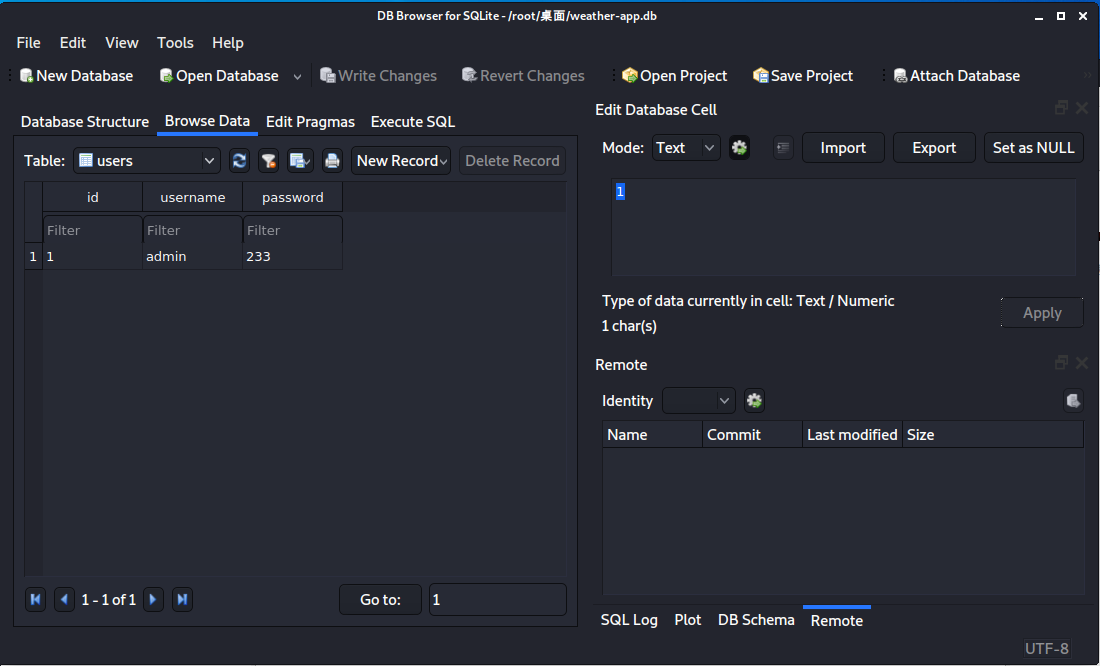 DB Browser for SQLite - /root/桌面/weather-app.db
File Edit View Tools Help
New Database Open Database Write Changes Revert Changes Open Project Save Project Attach Database
Edit Database Cell
Database Structure Browse Data Edit Pragmas Execute SQL
Mode: Text Import Export Set as NULL
Table: users New Record Delete Record
1
id username password
Filter Filter Filter
1 1 admin 233
Type of data currently in cell: Text / Numeric
1 char(s)
Apply
Remote
Identity
Name Commit Last modified Size
1 - 1 of 1 Go to: 1
SQL Log Plot DB Schema Remote
UTF-8